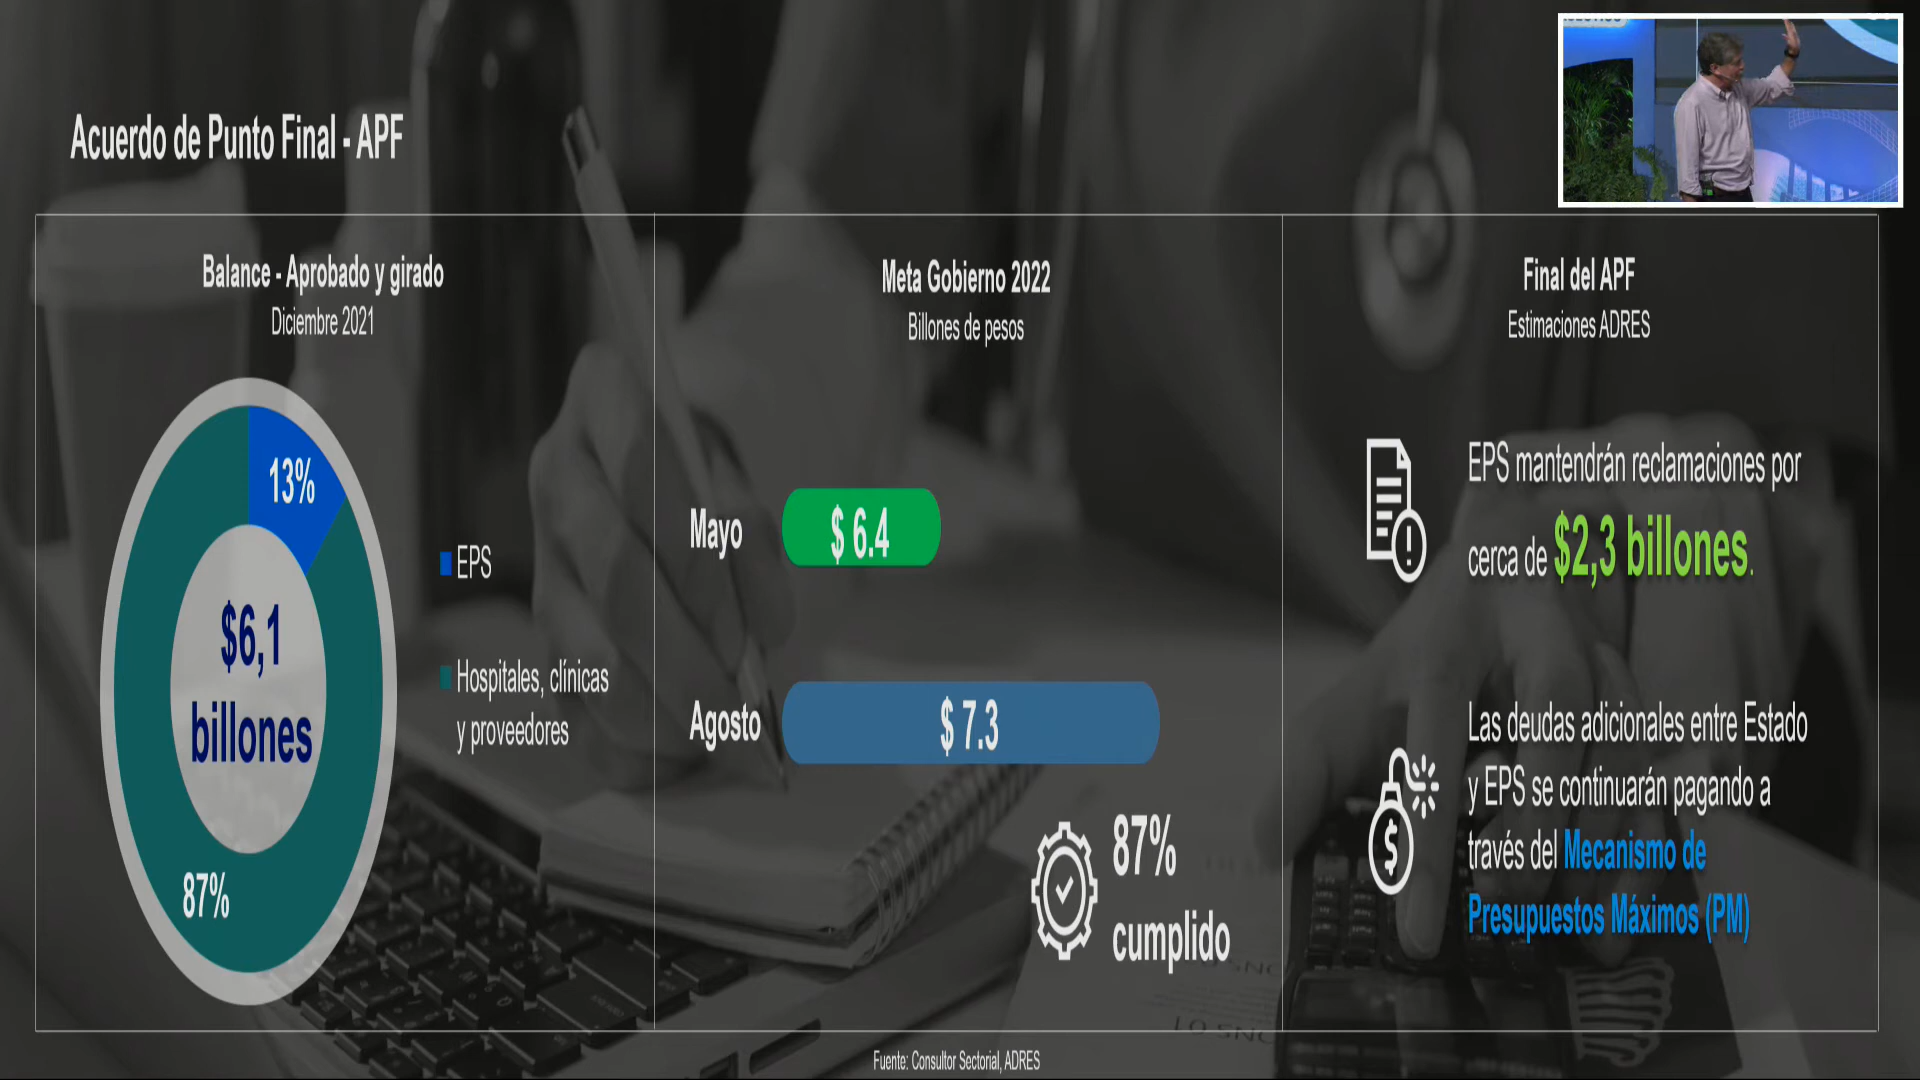 Acuerdo de Punto Final - APF
Balance - Aprobado y girado
Diciembre 2021
13%
$6,1
billones
87%
EPS
Hospitales, clínicas
y proveedores
Meta Gobierno 2022
Billones de pesos
Mayo
$ 6.4
Agosto
$ 7.3
87%
cumplido
Final del APF
Estimaciones ADRES
EPS mantendrán reclamaciones por
cerca de $2,3 billones.
Las deudas adicionales entre Estado
y EPS se continuarán pagando a
través del Mecanismo de
Presupuestos Máximos (PM)
Fuente: Consultor Sectorial, ADRES